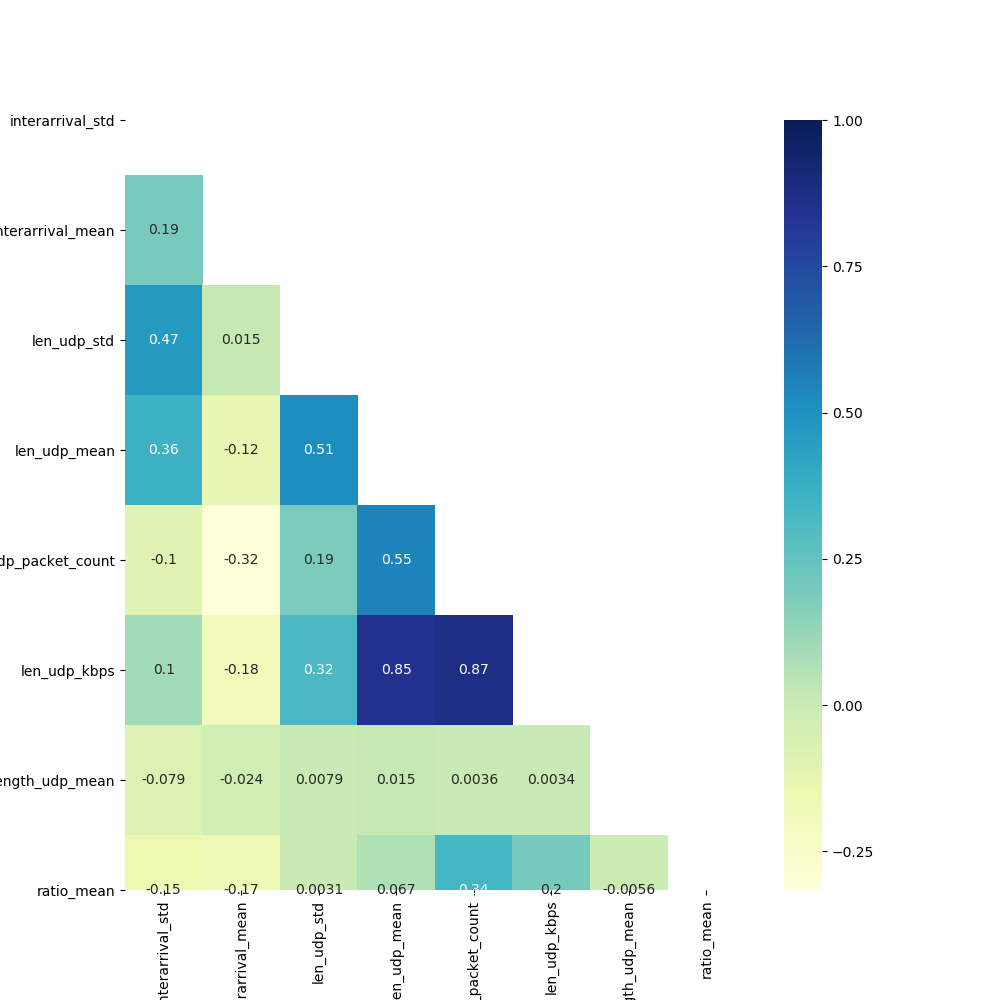 interarrival_std
1.00
0.19
nterarrival_mean
0.75
len_udp_std
0.47 0.015
len_udp_mean
0.36 -0.12 0.51
0.50
dp_packet_count
-0.1 -0.32 0.19 0.55
0.25
len_udp_kbps
0.1 -0.18 0.32 0.85 0.87
0.00
ength_udp_mean
-0.079 -0.024 0.0079 0.015 0.0036 0.0034
-0.25
ratio_mean
-0.15 -0.17 0.0031 0.067 0.34 0.2 -0.0056
nterarrival_std
rarrival_mean
len_udp_std
en_udp_mean
_packet_count
len_udp_kbps
gth_udp_mean
ratio_mean